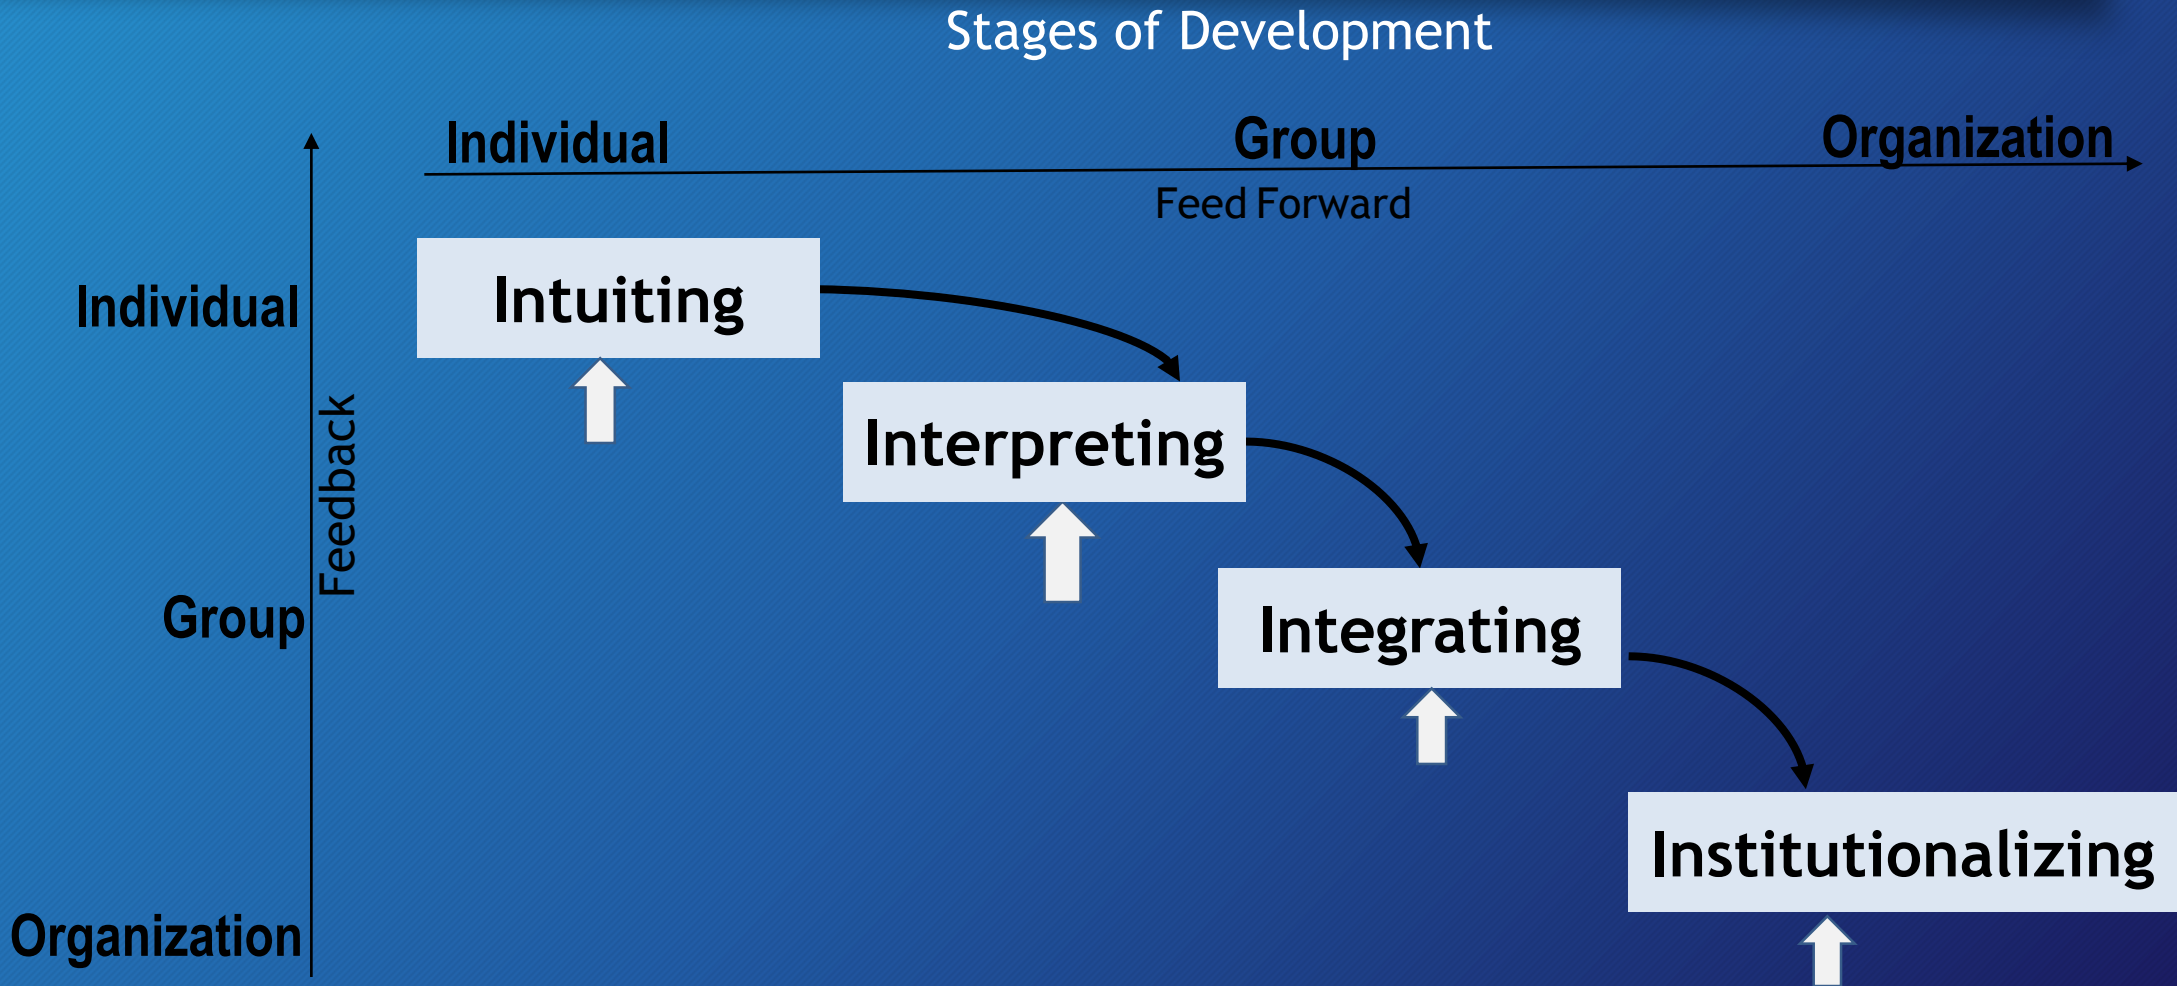 Stages of Development
Individual
Group
Organization
Feed Forward
Individual
Intuiting
Feedback
Interpreting
Group
Integrating
Institutionalizing
Organization